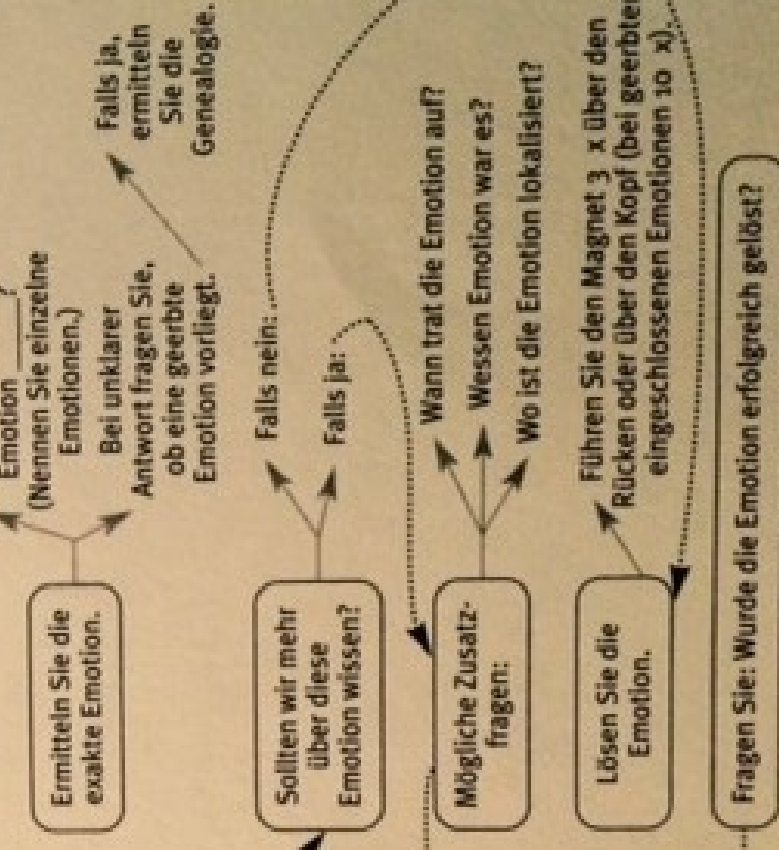 Ermitteln Sie die
exakte Emotion.
Emotion ____?
(Nennen Sie einzelne
Emotionen.)
Bei unklarer
Antwort fragen Sie,
ob eine geerbte
Emotion vorliegt.
Falls ja,
ermitteln
Sie die
Genealogie.
Sollten wir mehr
über diese
Emotion wissen?
Falls nein:
Falls ja:
Mögliche Zusatz-
fragen:
Wann trat die Emotion auf?
Wessen Emotion war es?
Wo ist die Emotion lokalisiert?
Lösen Sie die
Emotion.
Führen Sie den Magnet 3 x über den
Rücken oder über den Kopf (bei geerbten
eingeschlossenen Emotionen 10 x).
Fragen Sie: Wurde die Emotion erfolgreich gelöst?